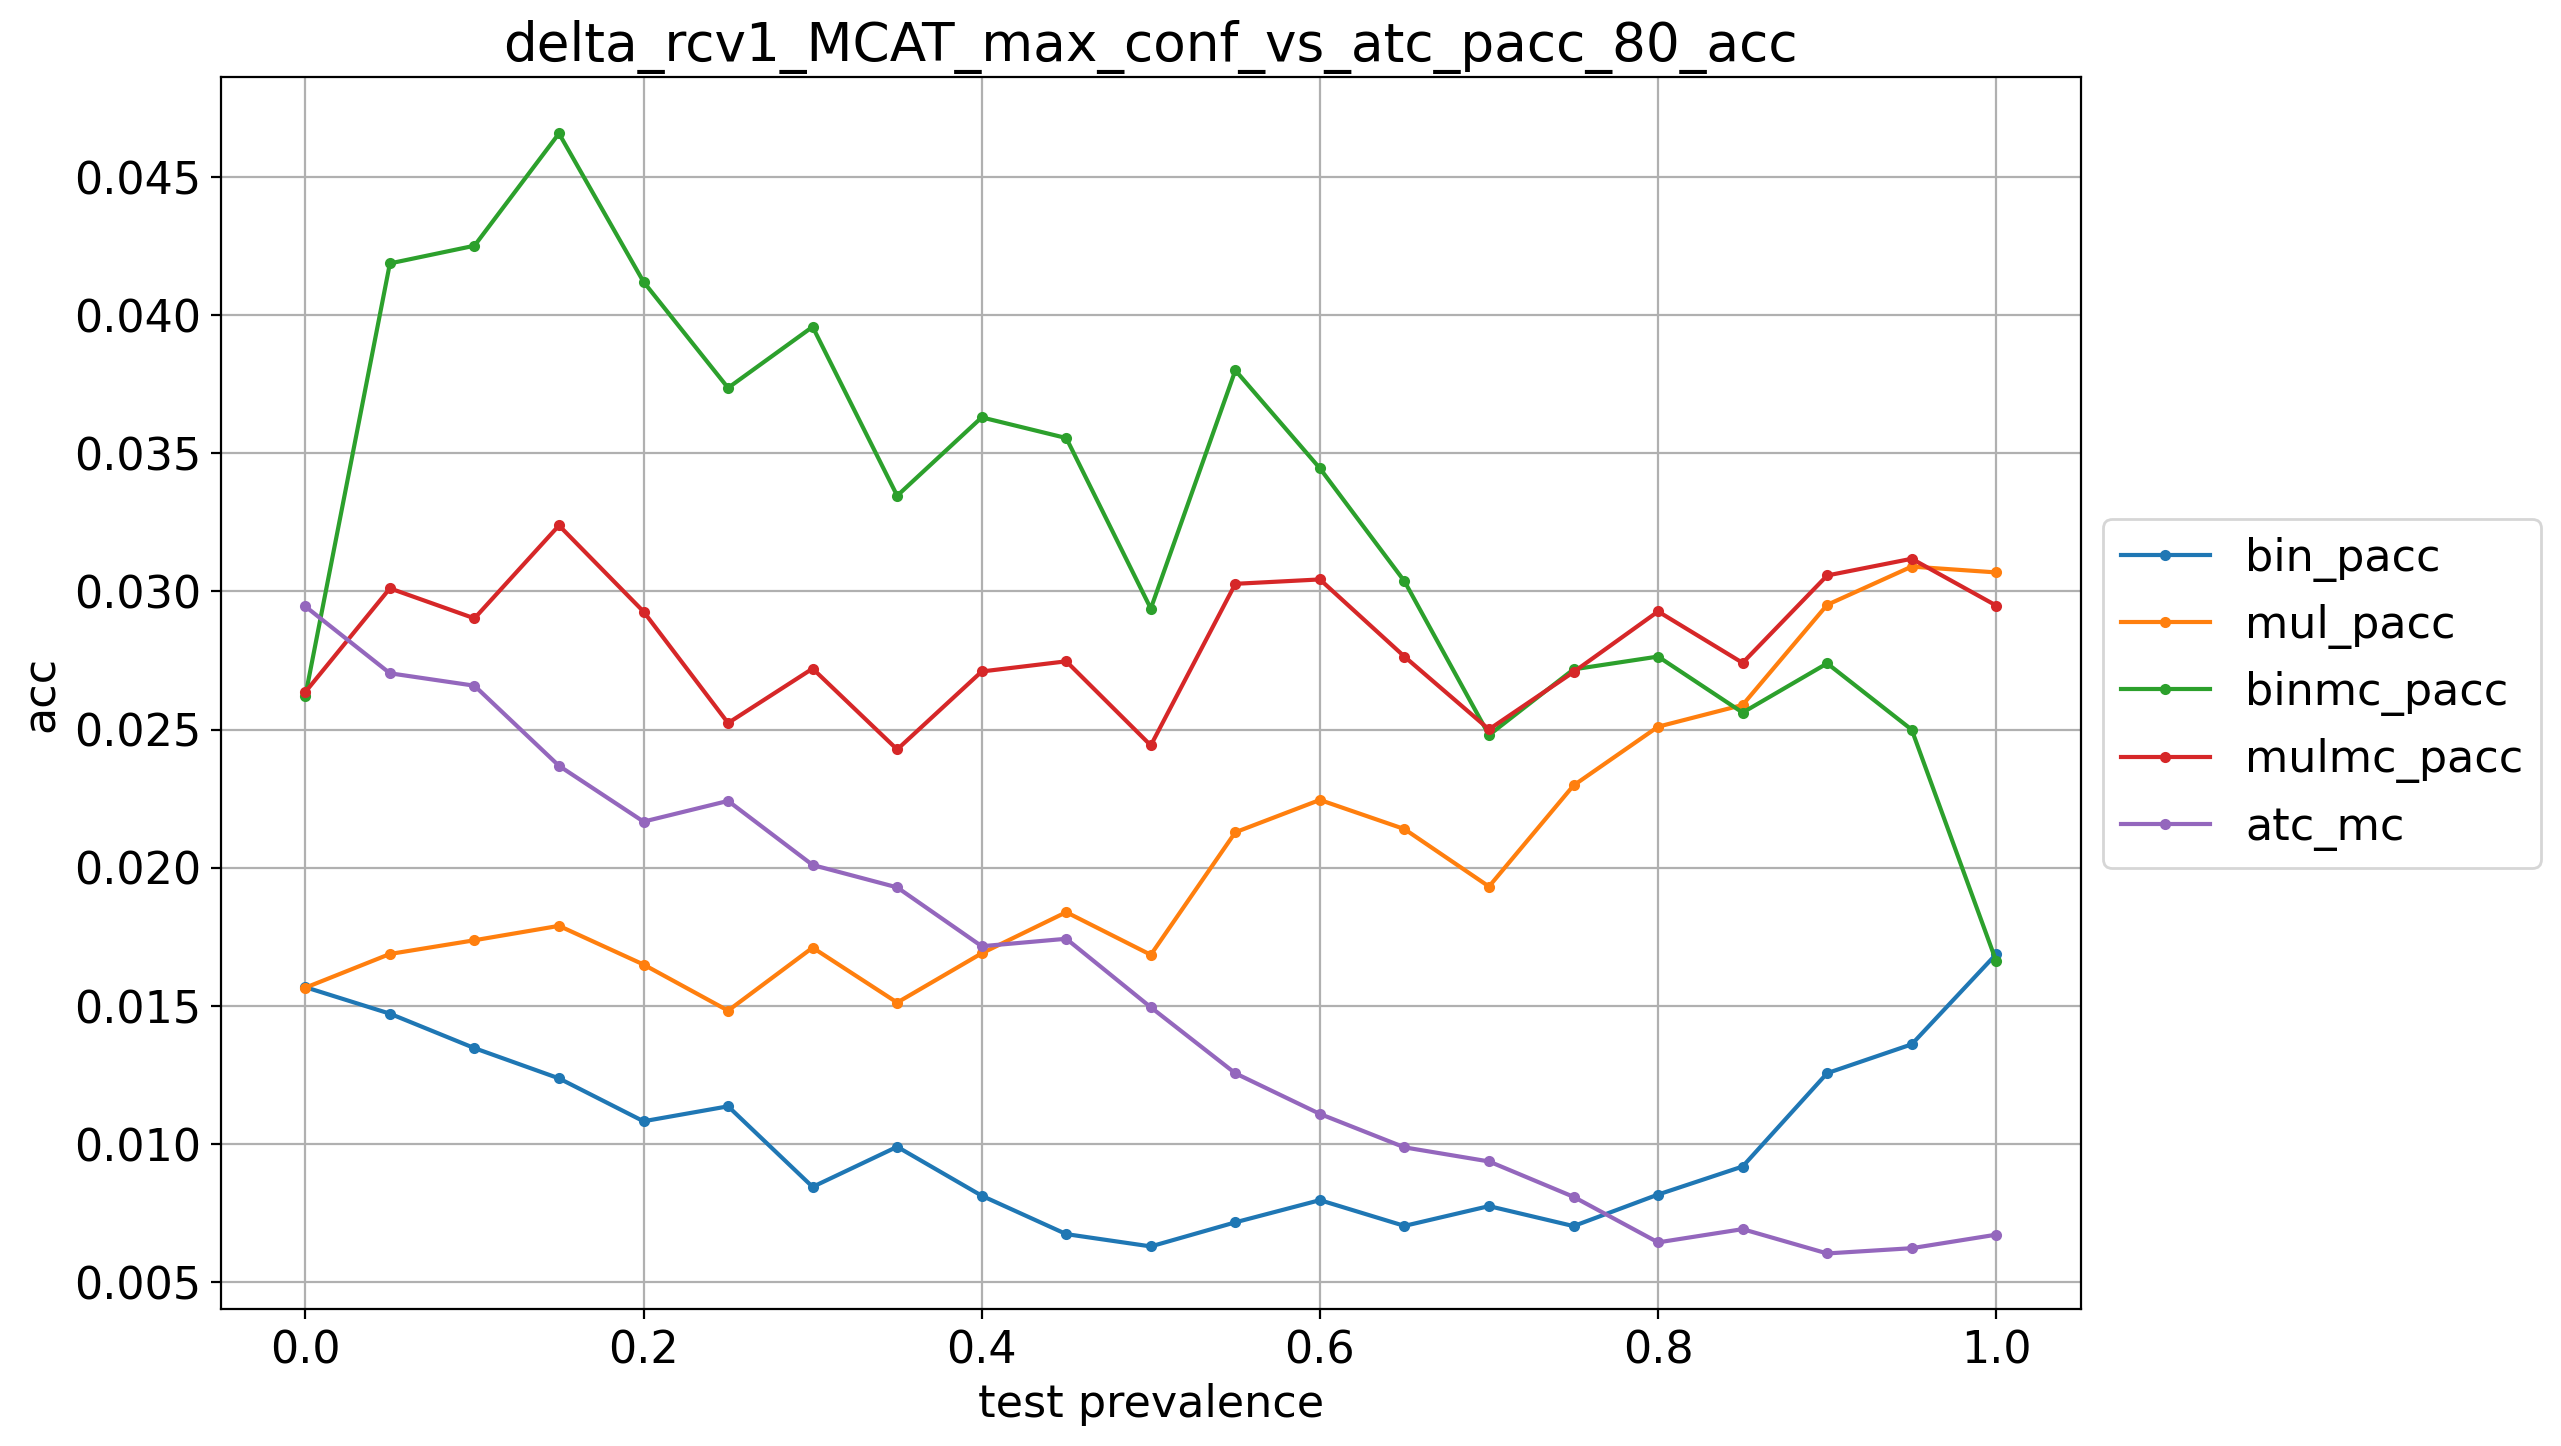 delta_rcv1_MCAT_max_conf_vs_atc_pacc_80_acc
acc
0.045
0.040
0.035
0.030
0.025
0.020
0.015
0.010
0.005
0.0 0.2 0.4 0.6 0.8 1.0
test prevalence
bin_pacc
mul_pacc
binmc_pacc
mulmc_pacc
atc_mc